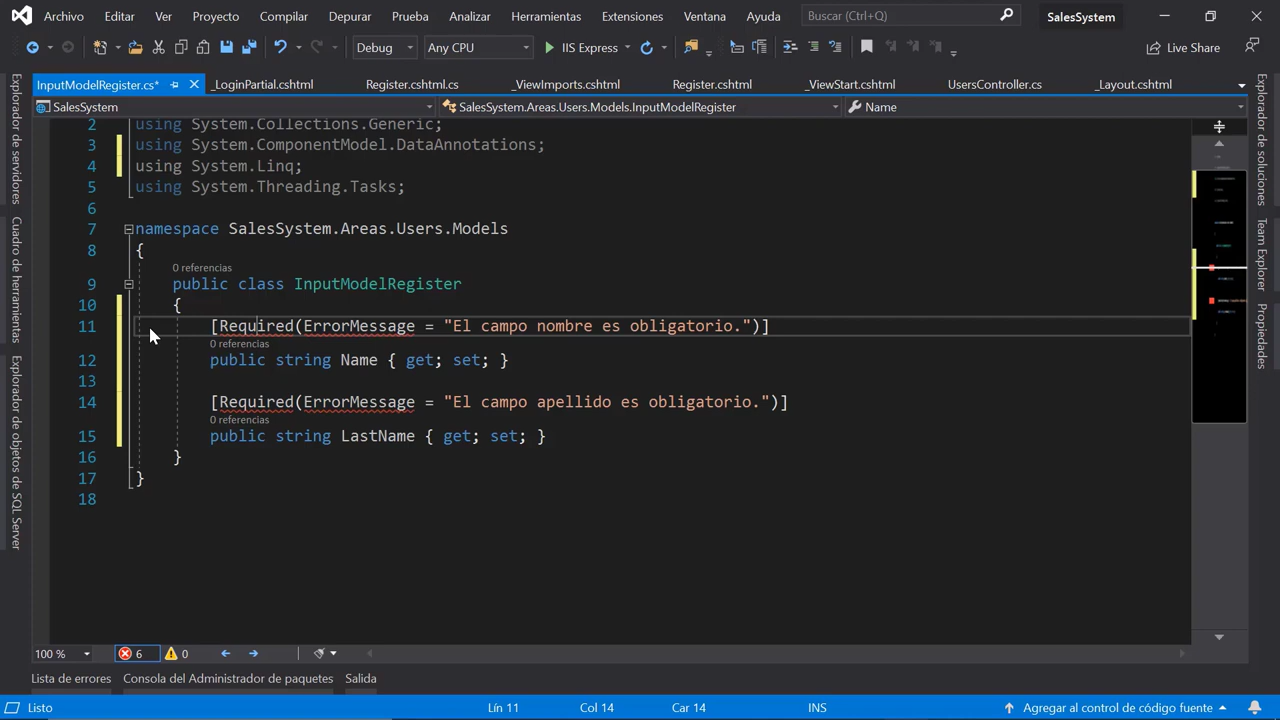 Archivo Editar Ver Proyecto Compilar Depurar Prueba Analizar Herramientas Extensiones Ventana Ayuda Buscar (Ctrl+Q) SalesSystem
Debug Any CPU IIS Express Live Share
InputModelRegister.cs* _LoginPartial.cshtml Register.cshtml.cs _ViewImports.cshtml Register.cshtml _ViewStart.cshtml UsersController.cs _Layout.cshtml
SalesSystem SalesSystem.Areas.Users.Models.InputModelRegister Name
Explorador de servidores
Cuadro de herramientas
Explorador de objetos de SQL Server
2 using System.Collections.Generic;
3 using System.ComponentModel.DataAnnotations;
4 using System.Linq;
5 using System.Threading.Tasks;
6
7 namespace SalesSystem.Areas.Users.Models
8 {
0 referencias
9 public class InputModelRegister
10 {
11 [Required(ErrorMessage = "El campo nombre es obligatorio.")]
0 referencias
12 public string Name { get; set; }
13
14 [Required(ErrorMessage = "El campo apellido es obligatorio.")]
0 referencias
15 public string LastName { get; set; }
16 }
17 }
18
Explorador de soluciones
Team Explorer
Propiedades
100 % 6 0
Lista de errores Consola del Administrador de paquetes Salida
Listo Lín 11 Col 14 Car 14 INS Agregar al control de código fuente